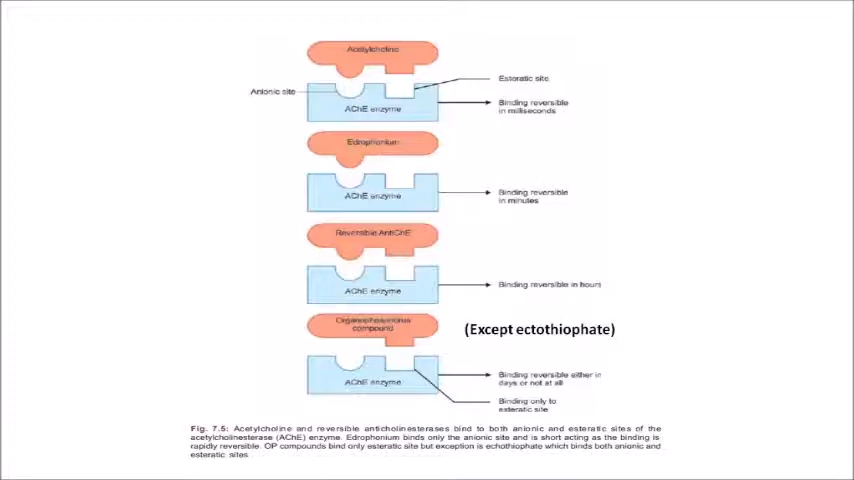 Acetylcholine
Esteratic site
Anionic site
AChE enzyme
Binding reversible
in milliseconds
Edrophonium
AChE enzyme
Binding reversible
in minutes
Reversible AntiChE
AChE enzyme
Binding reversible in hours
Organophosphorus
compound
(Except ectothiophate)
AChE enzyme
Binding reversible either in
days or not at all
Binding only to
esteratic site
Fig. 7.5: Acetylcholine and reversible anticholinesterases bind to both anionic and esteratic sites of the
acetylcholinesterase (AChE) enzyme. Edrophonium binds only the anionic site and is short acting as the binding is
rapidly reversible. OP compounds bind only esteratic site but exception is echothiophate which binds both anionic and
esteratic sites